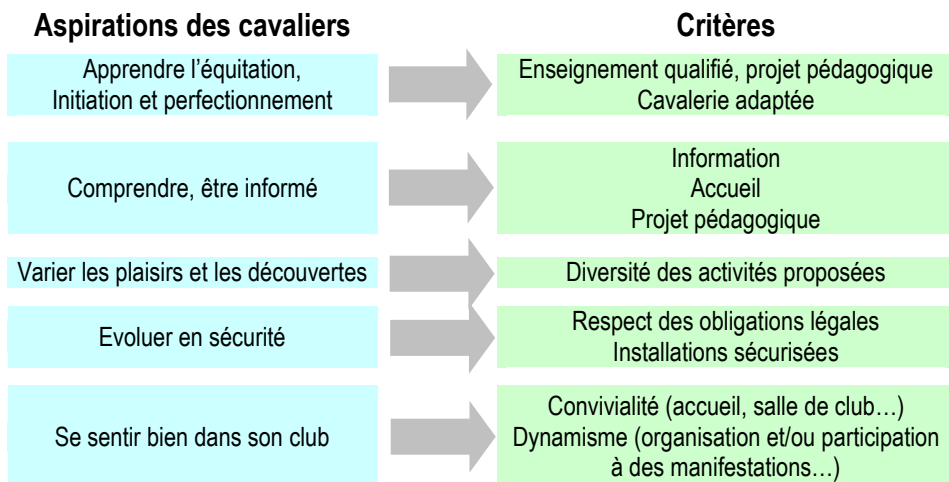 Aspirations des cavaliers
Critères
Apprendre l’équitation,
Initiation et perfectionnement
Enseignement qualifié, projet pédagogique
Cavalerie adaptée
Comprendre, être informé
Information
Accueil
Projet pédagogique
Varier les plaisirs et les découvertes
Diversité des activités proposées
Evoluer en sécurité
Respect des obligations légales
Installations sécurisées
Se sentir bien dans son club
Convivialité (accueil, salle de club…)
Dynamisme (organisation et/ou participation
à des manifestations…)